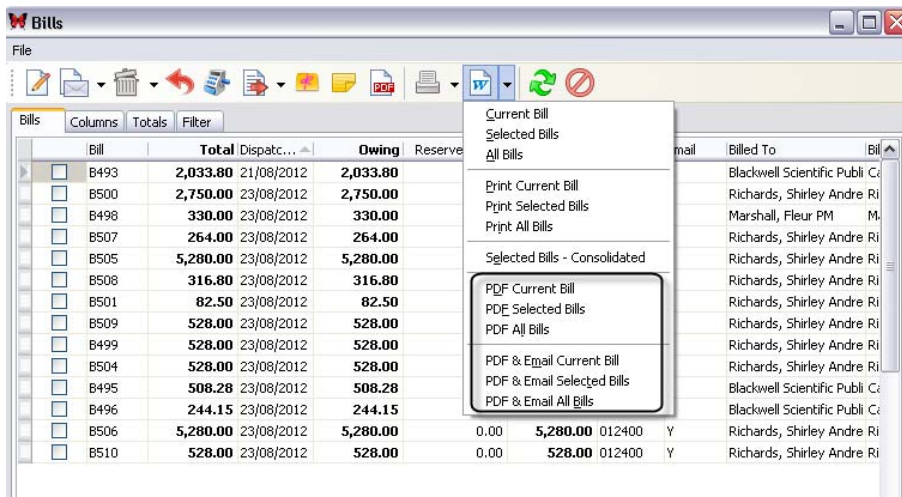 Bills
File
PDF
W
Bills Columns Totals Filter
Bill Total Dispatc... Owing Reserve mail Billed To Bil
B493 2,033.80 21/08/2012 2,033.80 Blackwell Scientific Publi
B500 2,750.00 23/08/2012 2,750.00 Richards, Shirley Andre Ri
B498 330.00 23/08/2012 330.00 Marshall, Fleur PM
B507 264.00 23/08/2012 264.00 Richards, Shirley Andre Ri
B505 5,280.00 23/08/2012 5,280.00 Richards, Shirley Andre Ri
B508 316.80 23/08/2012 316.80 Richards, Shirley Andre Ri
B501 82.50 23/08/2012 82.50 Richards, Shirley Andre Ri
B509 528.00 23/08/2012 528.00 Richards, Shirley Andre Ri
B499 528.00 23/08/2012 528.00 Richards, Shirley Andre Ri
B504 528.00 23/08/2012 528.00 Richards, Shirley Andre Ri
B495 508.28 23/08/2012 508.28 Blackwell Scientific Publi
B496 244.15 23/08/2012 244.15 Blackwell Scientific Publi
B506 5,280.00 23/08/2012 5,280.00 0.00 5,280.00 012400 Y Richards, Shirley Andre Ri
B510 528.00 23/08/2012 528.00 0.00 528.00 012400 Y Richards, Shirley Andre Ri
Current Bill
Selected Bills
All Bills
Print Current Bill
Print Selected Bills
Print All Bills
Selected Bills - Consolidated
PDF Current Bill
PDF Selected Bills
PDF All Bills
PDF & Email Current Bill
PDF & Email Selected Bills
PDF & Email All Bills